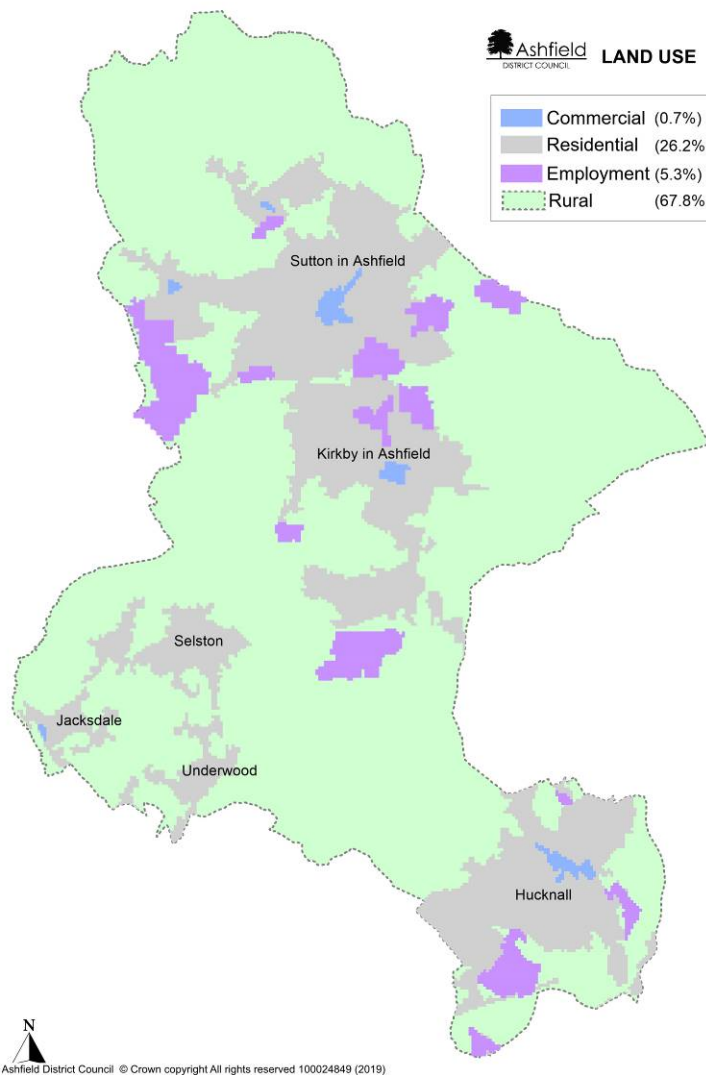 Ashfield
DISTRICT COUNCIL
LAND USE
Commercial (0.7%)
Residential (26.2%
Employment (5.3%)
Rural (67.8%
Sutton in Ashfield
Kirkby in Ashfield
Selston
Jacksdale
Underwood
Hucknall
N
Ashfield District Council © Crown copyright All rights reserved 100024849 (2019)